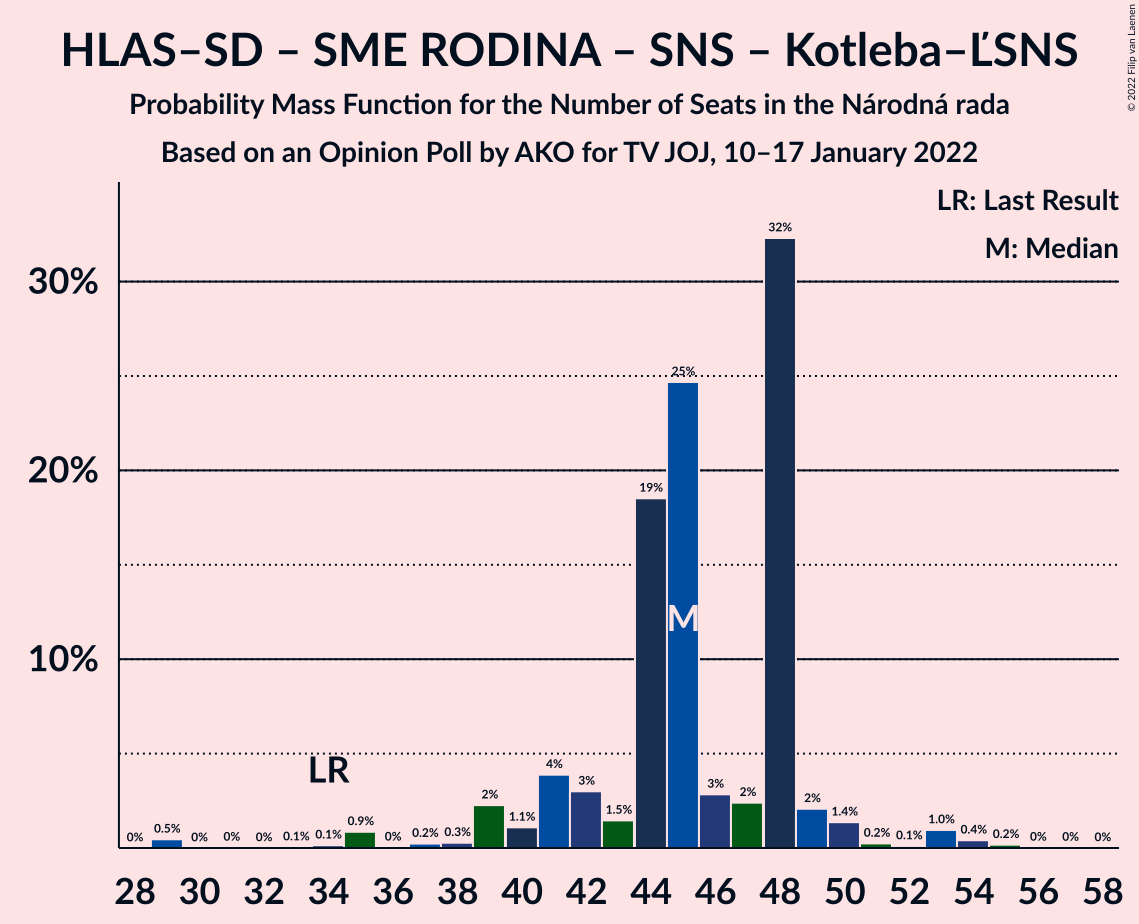 HLAS–SD – SME RODINA – SNS – Kotleba–ĽSNS
Probability Mass Function for the Number of Seats in the Národná rada
Based on an Opinion Poll by AKO for TV JOJ, 10–17 January 2022
© 2022 Filip van Laenen
LR: Last Result
M: Median
30%
20%
10%
32%
25%
19%
M
LR
0% 0.5% 0% 0% 0% 0.1% 0.1% 0.9% 0% 0.2% 0.3% 2% 1.1% 4% 3% 1.5% 3% 2% 2% 1.4% 0.2% 0.1% 1.0% 0.4% 0.2% 0% 0% 0%
28 30 32 34 36 38 40 42 44 46 48 50 52 54 56 58